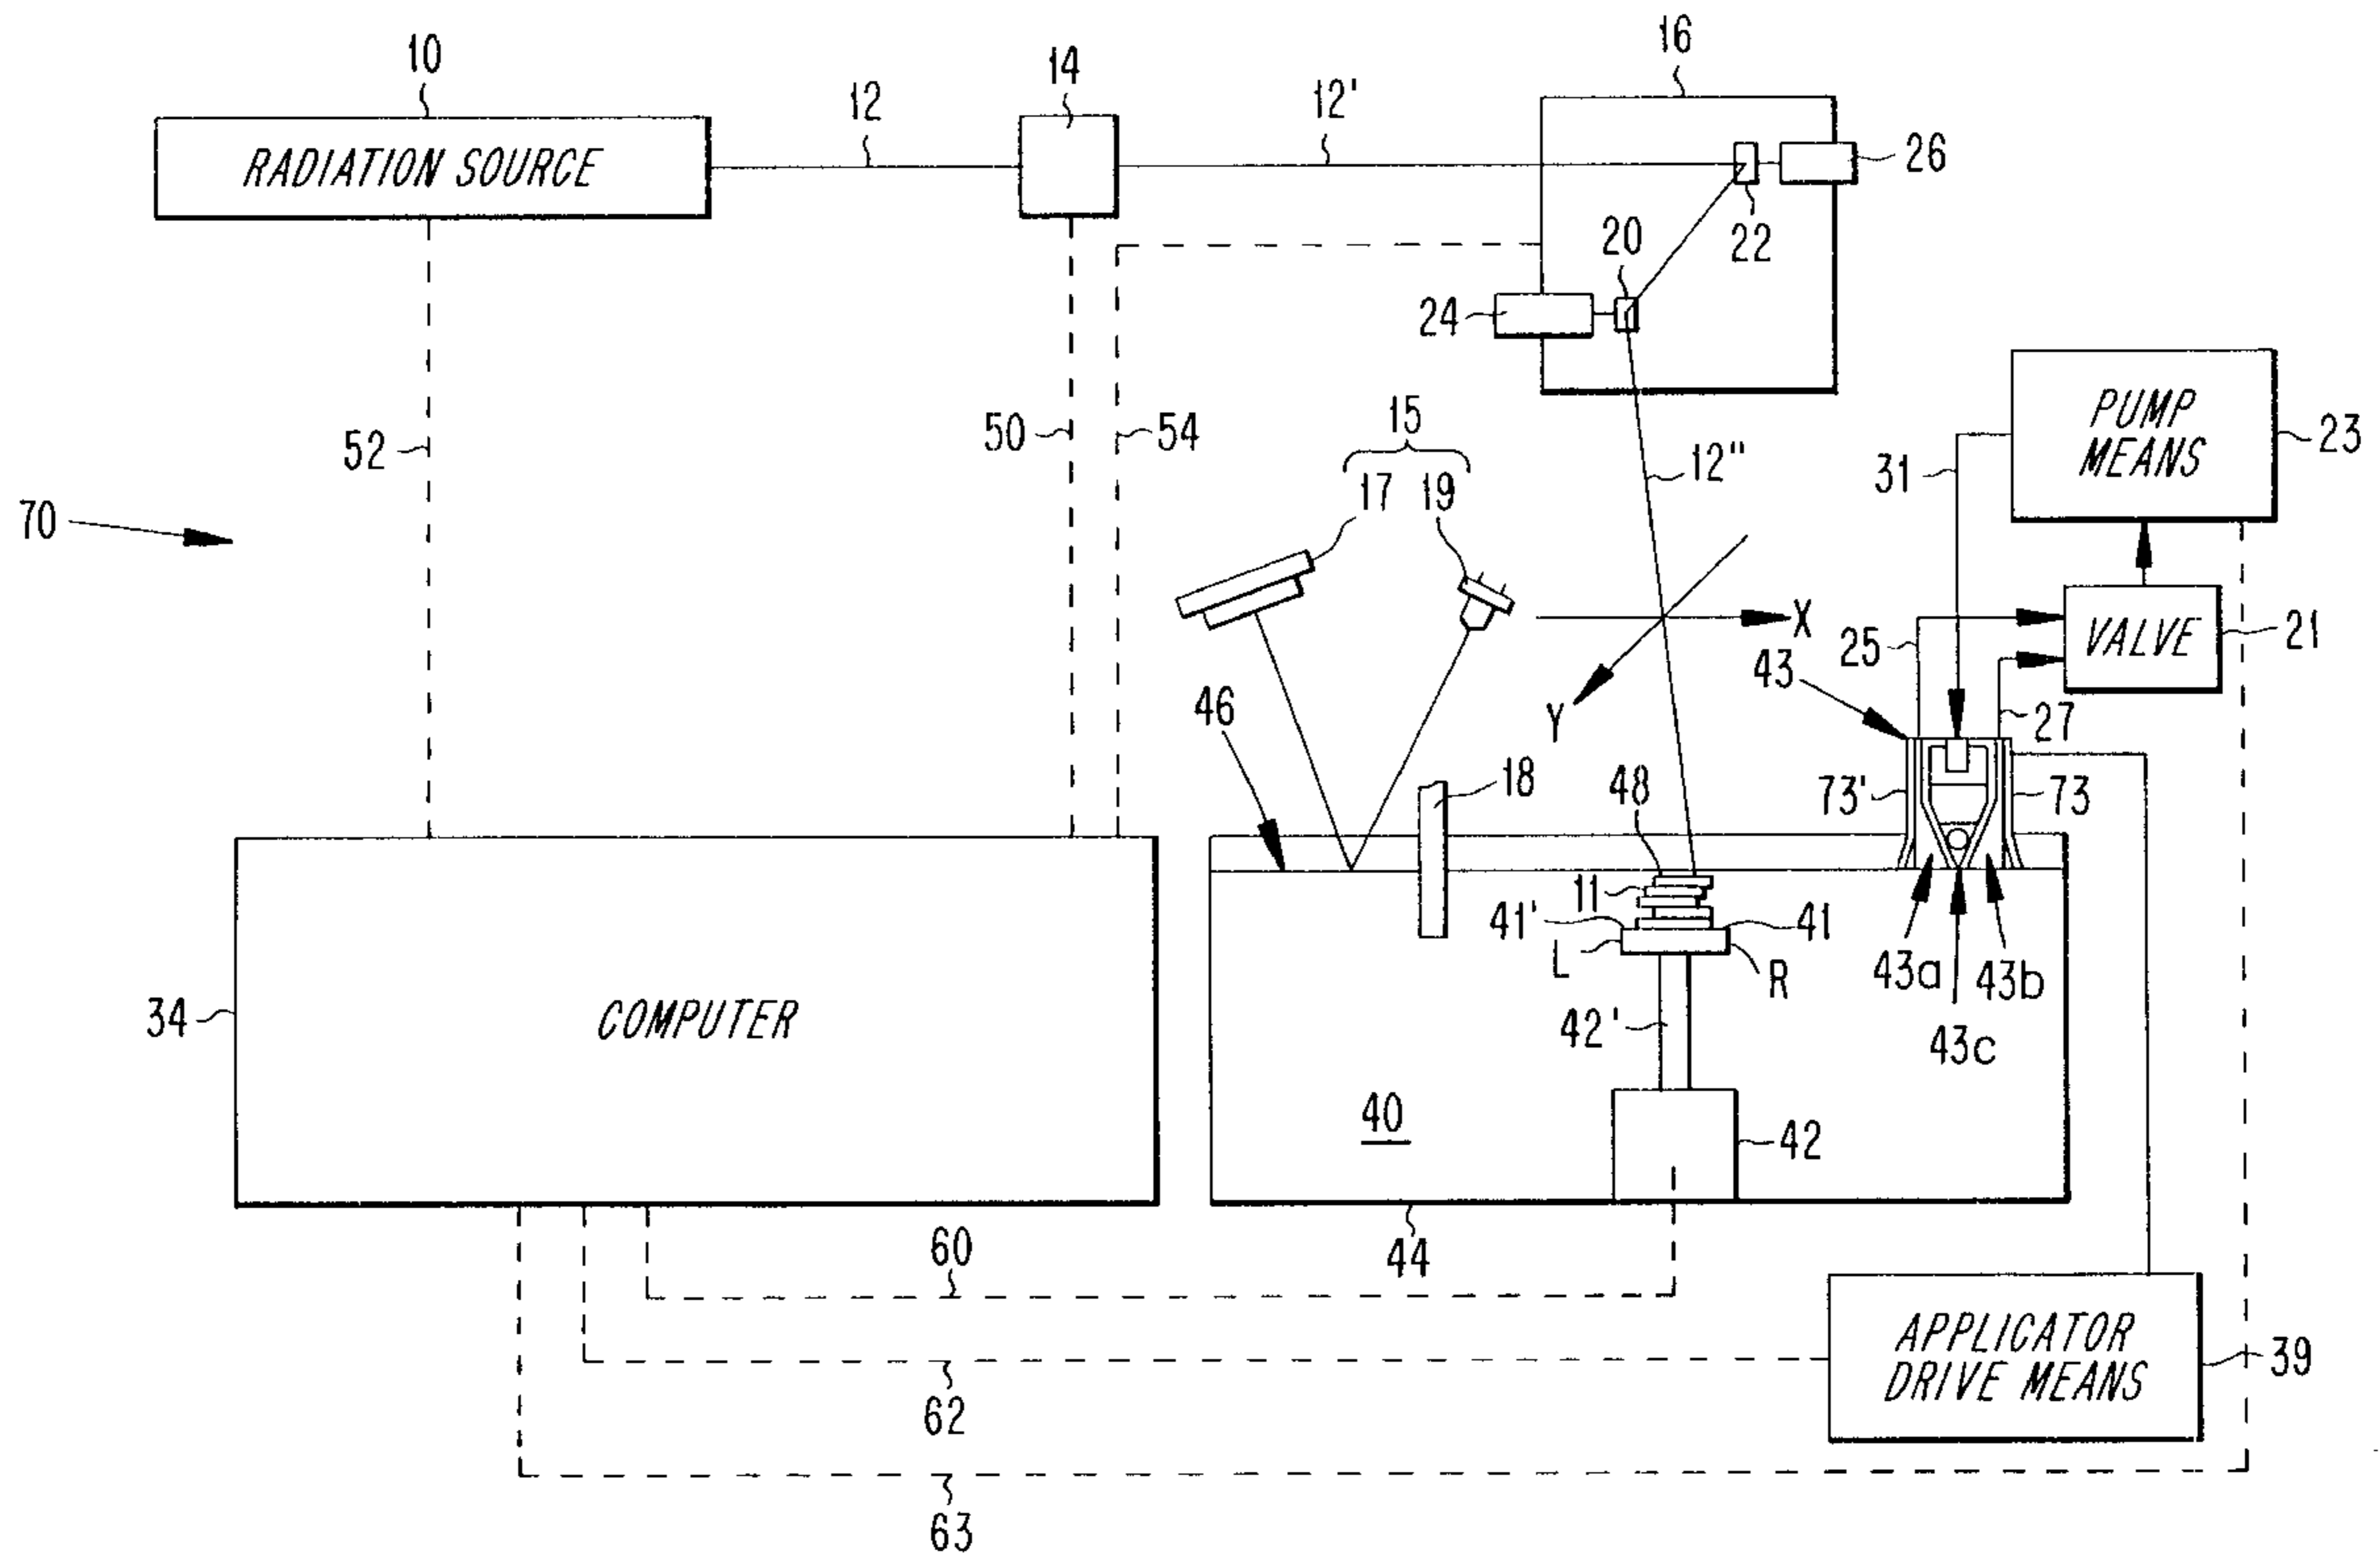 10
12
14
12'
16
RADIATION SOURCE
26
22
20
24
15
17
19
12"
50
54
52
70
PUMP
MEANS
23
31
X
Y
25
VALVE
21
43
27
46
18
48
73'
73
11
41'
41
L
R
43a
43b
43c
42'
34
COMPUTER
40
42
44
60
APPLICATOR
DRIVE MEANS
39
62
63